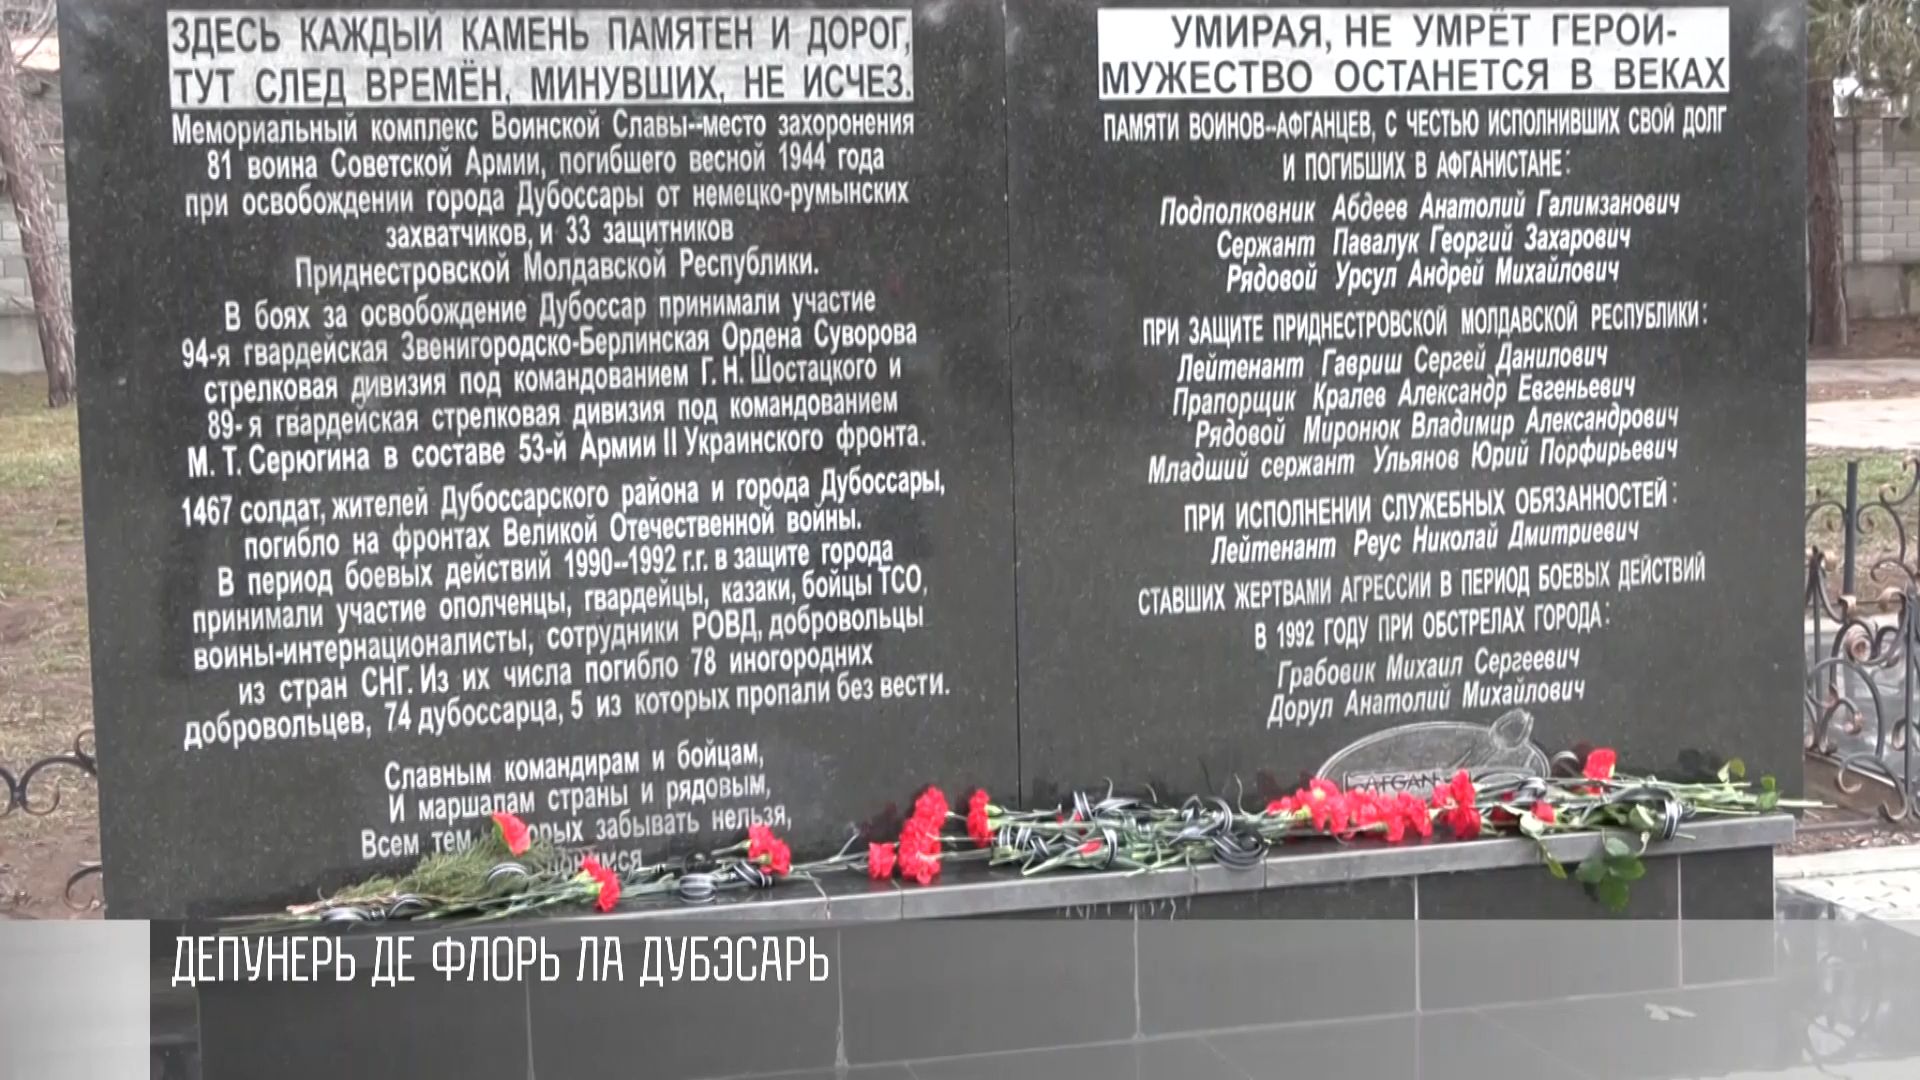 ЗДЕСЬ КАЖДЫЙ КАМЕНЬ ПАМЯТЕН И ДОРОГ,
ТУТ СЛЕД ВРЕМЁН, МИНУВШИХ, НЕ ИСЧЕЗ.
Мемориальный комплекс Воинской Славы--место захоронения
81 воина Советской Армии, погибшего весной 1944 года
при освобождении города Дубоссары от немецко-румынских
захватчиков, и 33 защитников
Приднестровской Молдавской Республики.
В боях за освобождение Дубоссар принимали участие
94-я гвардейская Звенигородско-Берлинская Ордена Суворова
стрелковая дивизия под командованием Г. Н. Шостацкого и
89- я гвардейская стрелковая дивизия под командованием
М. Т. Серюгина в составе 53-й Армии II Украинского фронта.
1467 солдат, жителей Дубоссарского района и города Дубоссары,
погибло на фронтах Великой Отечественной войны.
В период боевых действий 1990--1992 г.г. в защите города
принимали участие ополченцы, гвардейцы, казаки, бойцы ТСО,
воины-интернационалисты, сотрудники РОВД, добровольцы
из стран СНГ. Из их числа погибло 78 иногородних
добровольцев, 74 дубоссарца, 5 из которых пропали без вести.
Славным командирам и бойцам,
И маршалам страны и рядовым,
Всем тем забывать нельзя,
УМИРАЯ, НЕ УМРЁТ ГЕРОЙ-
МУЖЕСТВО ОСТАНЕТСЯ В ВЕКАХ
ПАМЯТИ ВОИНОВ--АФГАНЦЕВ, С ЧЕСТЬЮ ИСПОЛНИВШИХ СВОЙ ДОЛГ
И ПОГИБШИХ В АФГАНИСТАНЕ:
Подполковник Абдеев Анатолий Галимзанович
Сержант Павалук Георгий Захарович
Рядовой Урсул Андрей Михайлович
ПРИ ЗАЩИТЕ ПРИДНЕСТРОВСКОЙ МОЛДАВСКОЙ РЕСПУБЛИКИ:
Лейтенант Гавриш Сергей Данилович
Прапорщик Кралев Александр Евгеньевич
Рядовой Миронюк Владимир Александрович
Младший сержант Ульянов Юрий Порфирьевич
ПРИ ИСПОЛНЕНИИ СЛУЖЕБНЫХ ОБЯЗАННОСТЕЙ:
Лейтенант Реус Николай Дмитриевич
СТАВШИХ ЖЕРТВАМИ АГРЕССИИ В ПЕРИОД БОЕВЫХ ДЕЙСТВИЙ
В 1992 ГОДУ ПРИ ОБСТРЕЛАХ ГОРОДА:
Грабовик Михаил Сергеевич
Дорул Анатолий Михайлович
AFGAN
ДЕПУНЕРЬ ДЕ ФЛОРЬ ЛА ДУБЭСАРЬ